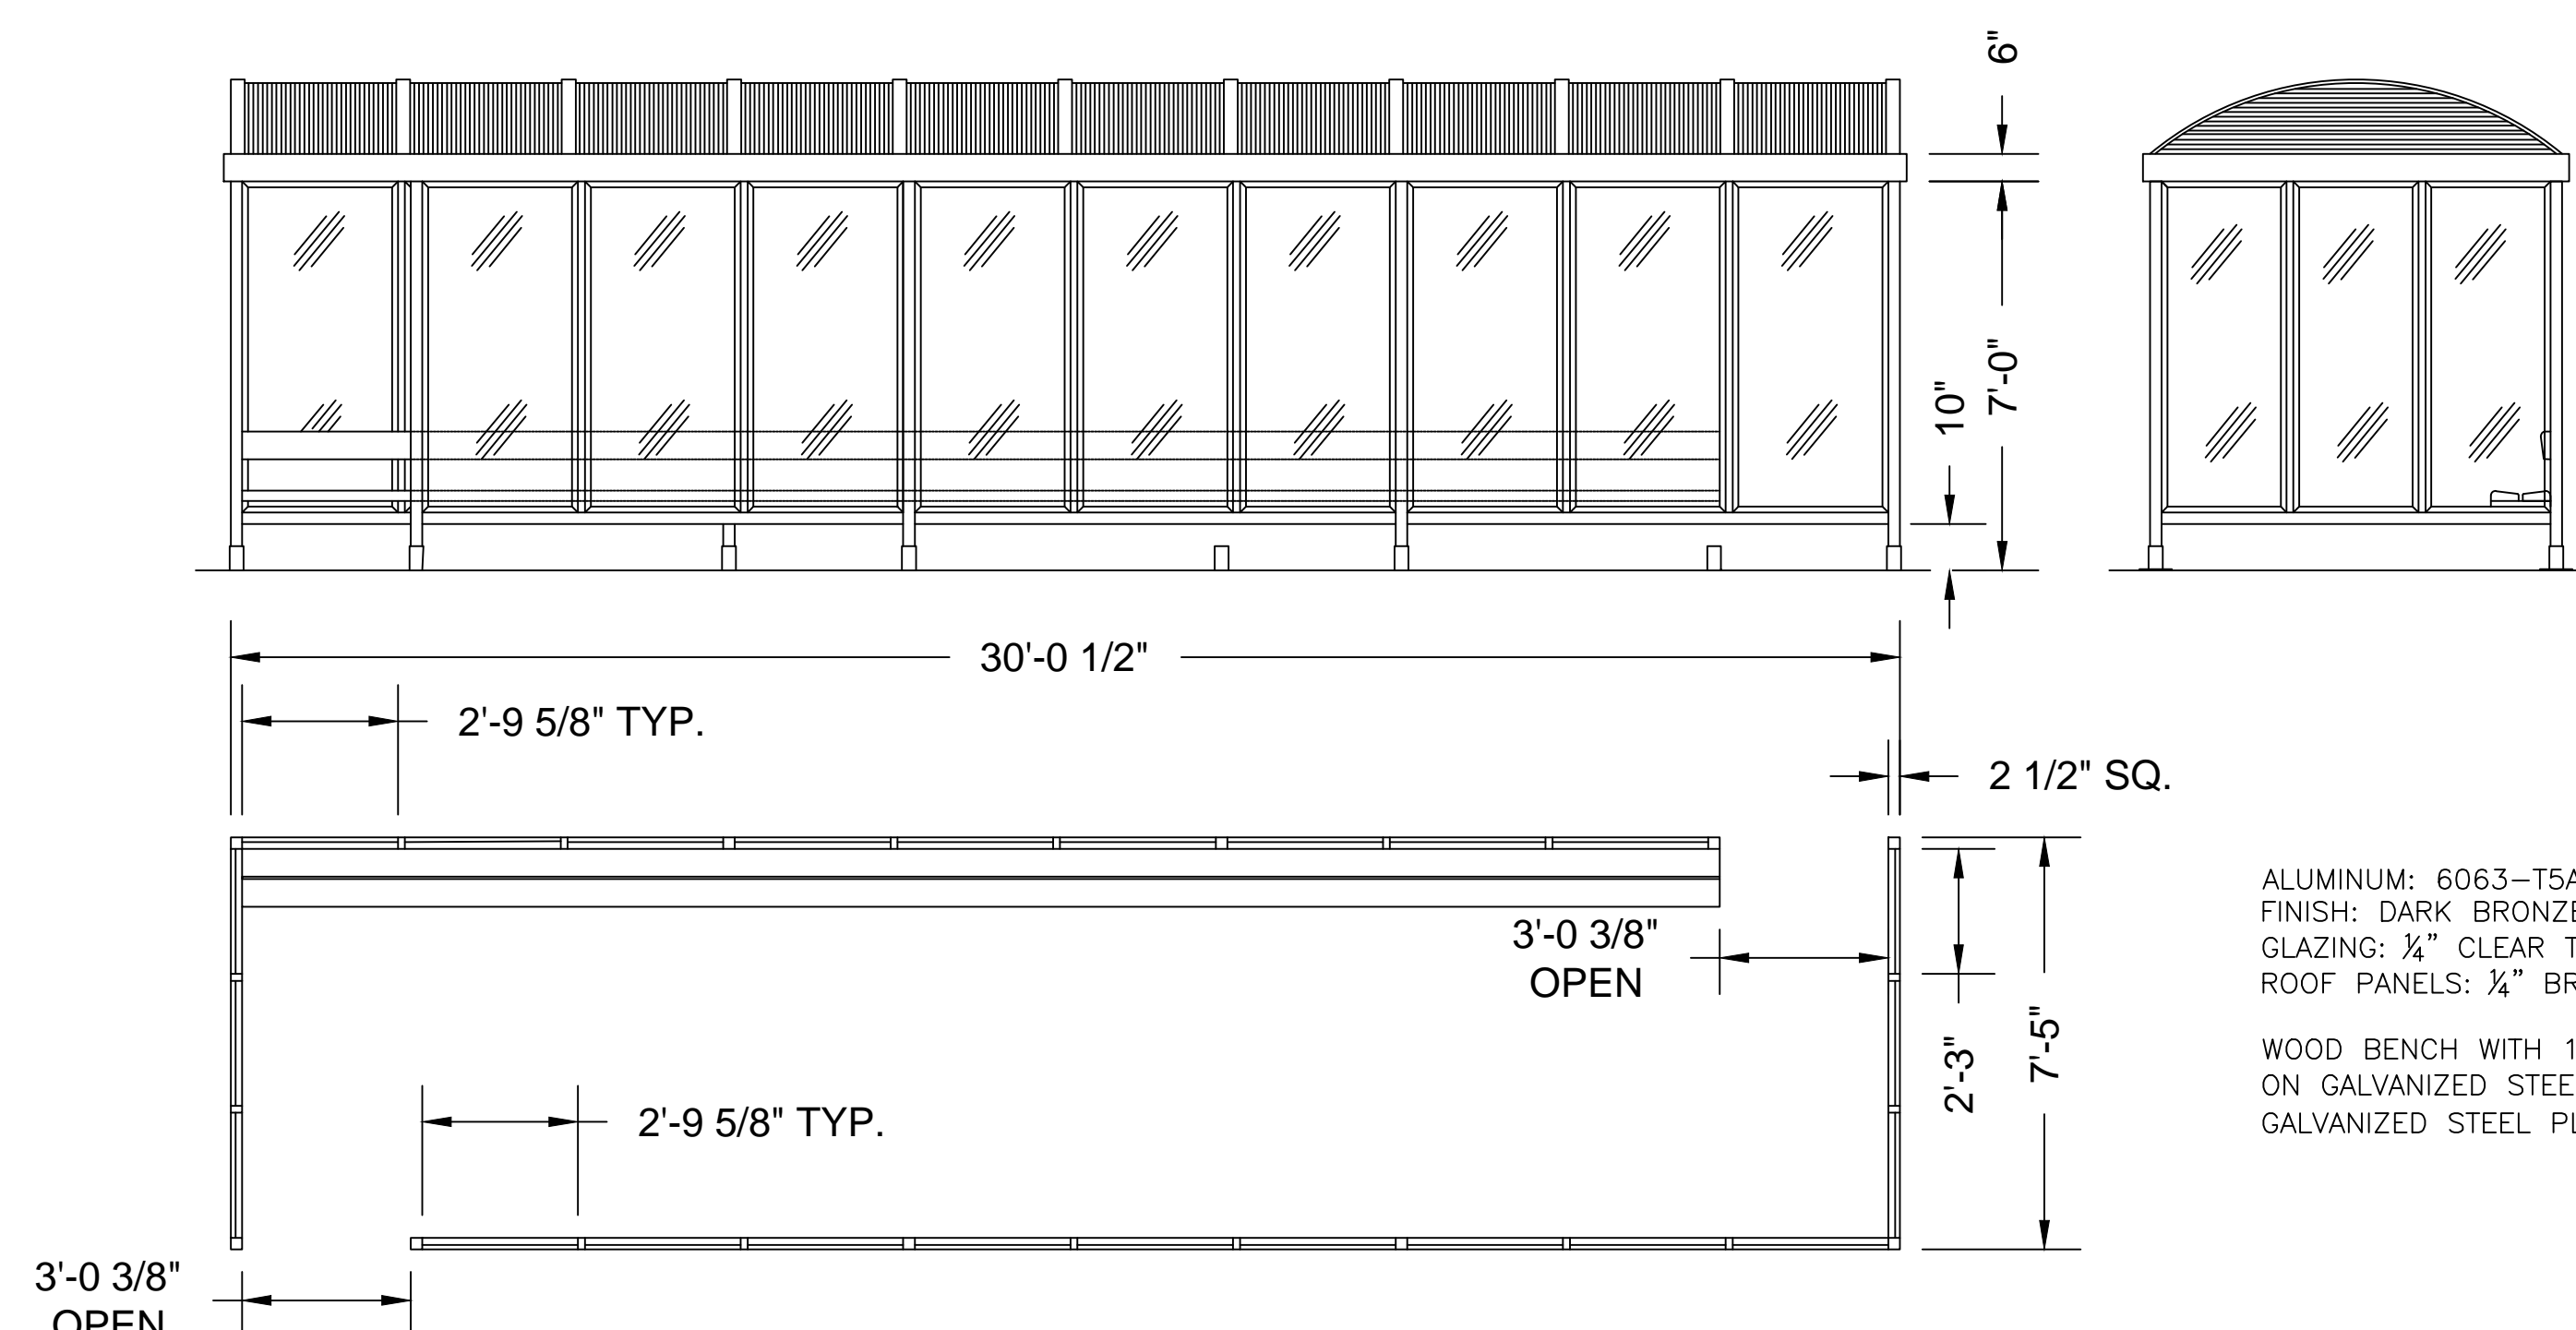 6"
10"
7'-0"
30'-0 1/2"
2'-9 5/8" TYP.
2 1/2" SQ.
3'-0 3/8"
OPEN
2'-3"
7'-5"
2'-9 5/8" TYP.
3'-0 3/8"
OPEN
ALUMINUM: 6063-T5
FINISH: DARK BRONZE
GLAZING: ¼” CLEAR
ROOF PANELS: ¼”
WOOD BENCH WITH
ON GALVANIZED
GALVANIZED STEEL